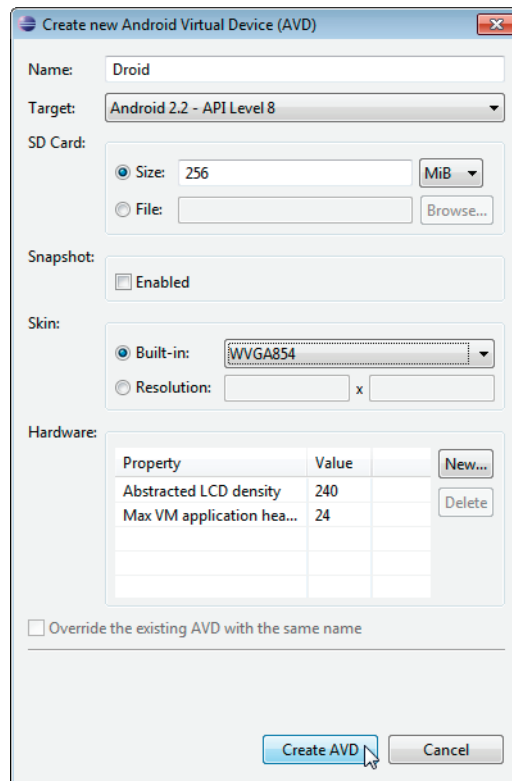 Create new Android Virtual Device (AVD)
Name: Droid
Target: Android 2.2 - API Level 8
SD Card:
Size: 256 MiB
File: Browse...
Snapshot:
Enabled
Skin:
Built-in: WVGA854
Resolution: x
Hardware:
Property Value New...
Abstracted LCD density 240 Delete
Max VM application hea... 24
Override the existing AVD with the same name
Create AVD Cancel